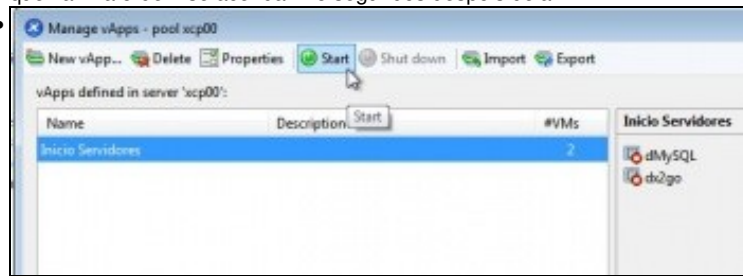 Manage vApps - pool xcp00
New vApp... Delete Properties Start Shut down Import Export
vApps defined in server 'xcp00':
Name Description #VMs
Start
Inicio Servidores 2
Inicio Servidores
dMySQL
dx2go